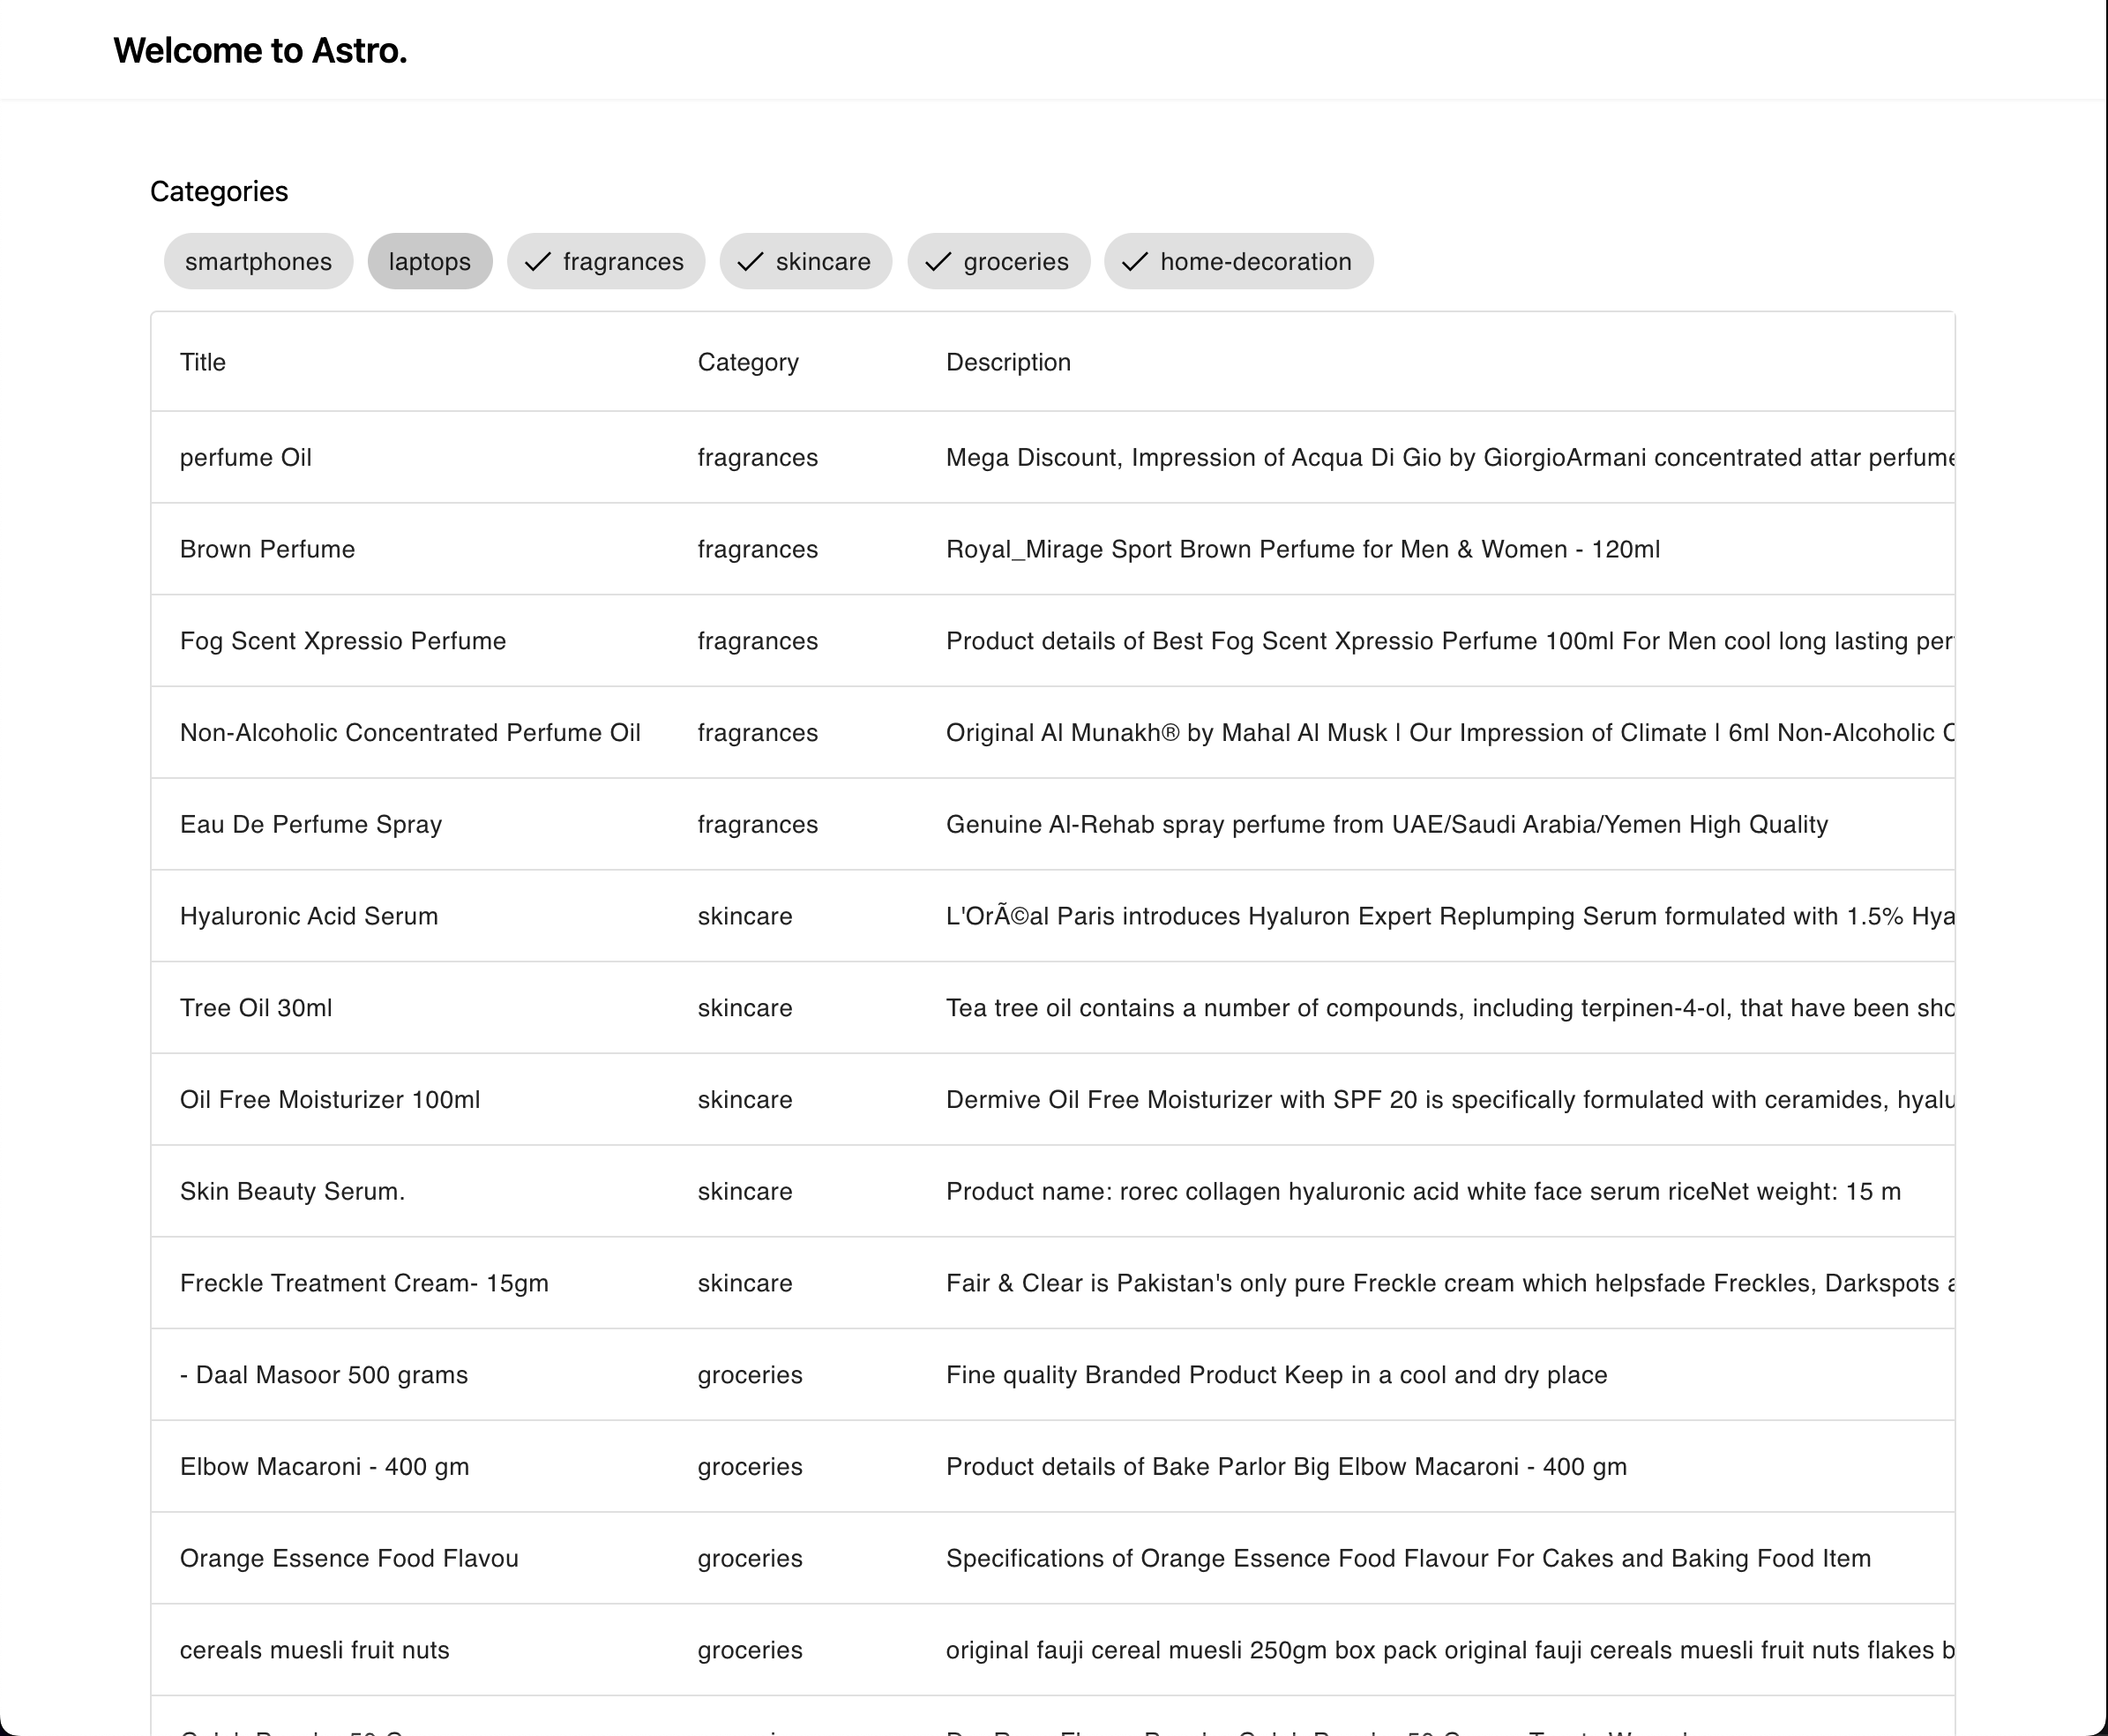 Welcome to Astro.
Categories
smartphones laptops fragrances skincare groceries home-decoration
Title Category Description
perfume Oil fragrances Mega Discount, Impression of Acqua Di Gio by GiorgioArmani concentrated attar perfume
Brown Perfume fragrances Royal_Mirage Sport Brown Perfume for Men & Women - 120ml
Fog Scent Xpressio Perfume fragrances Product details of Best Fog Scent Xpressio Perfume 100ml For Men cool long lasting per
Non-Alcoholic Concentrated Perfume Oil fragrances Original Al Munakh® by Mahal Al Musk | Our Impression of Climate | 6ml Non-Alcoholic C
Eau De Perfume Spray fragrances Genuine Al-Rehab spray perfume from UAE/Saudi Arabia/Yemen High Quality
Hyaluronic Acid Serum skincare L'OrÃ©al Paris introduces Hyaluron Expert Replumping Serum formulated with 1.5% Hya
Tree Oil 30ml skincare Tea tree oil contains a number of compounds, including terpinen-4-ol, that have been sho
Oil Free Moisturizer 100ml skincare Dermive Oil Free Moisturizer with SPF 20 is specifically formulated with ceramides, hyalu
Skin Beauty Serum. skincare Product name: rorec collagen hyaluronic acid white face serum riceNet weight: 15 m
Freckle Treatment Cream- 15gm skincare Fair & Clear is Pakistan's only pure Freckle cream which helpsfade Freckles, Darkspots a
- Daal Masoor 500 grams groceries Fine quality Branded Product Keep in a cool and dry place
Elbow Macaroni - 400 gm groceries Product details of Bake Parlor Big Elbow Macaroni - 400 gm
Orange Essence Food Flavou groceries Specifications of Orange Essence Food Flavour For Cakes and Baking Food Item
cereals muesli fruit nuts groceries original fauji cereal muesli 250gm box pack original fauji cereals muesli fruit nuts flakes b